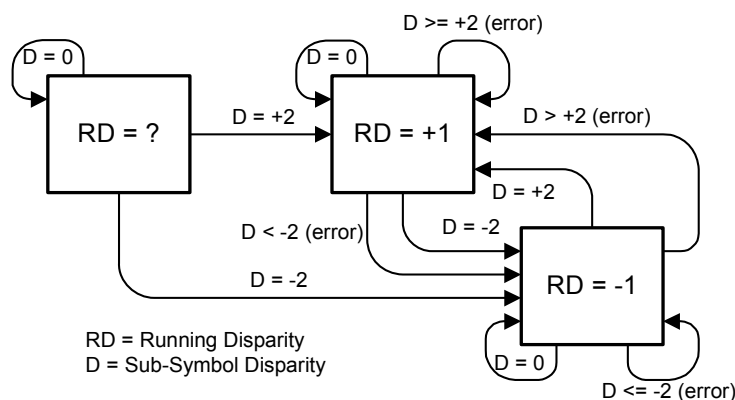 D >= +2 (error)
D = 0
D = 0
RD = ?
D = +2
RD = +1
D > +2 (error)
D = +2
D < -2 (error)
D = -2
D = -2
RD = -1
RD = Running Disparity
D = Sub-Symbol Disparity
D = 0
D <= -2 (error)